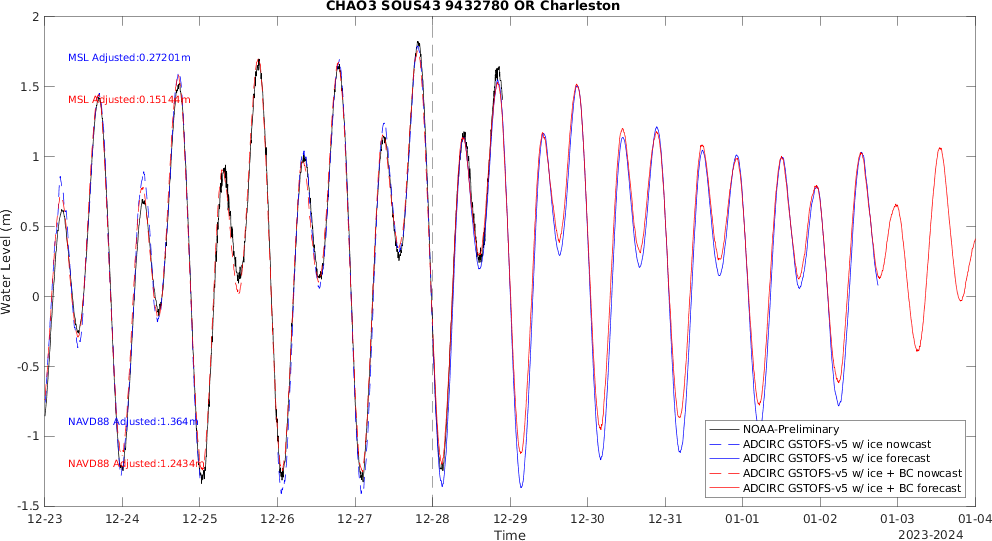 CHAO3 SOUS43 9432780 OR Charleston
2
1.5
1
0.5
0
-0.5
-1
-1.5
Water Level (m)
MSL Adjusted:0.27201m
MSL Adjusted:0.15144m
NAVD88 Adjusted:1.364m
NAVD88 Adjusted:1.2434m
NOAA-Preliminary
ADCIRC GSTOFS-v5 w/ ice nowcast
ADCIRC GSTOFS-v5 w/ ice forecast
ADCIRC GSTOFS-v5 w/ ice + BC nowcast
ADCIRC GSTOFS-v5 w/ ice + BC forecast
12-23 12-24 12-25 12-26 12-27 12-28 12-29 12-30 12-31 01-01 01-02 01-03 01-04
Time
2023-2024